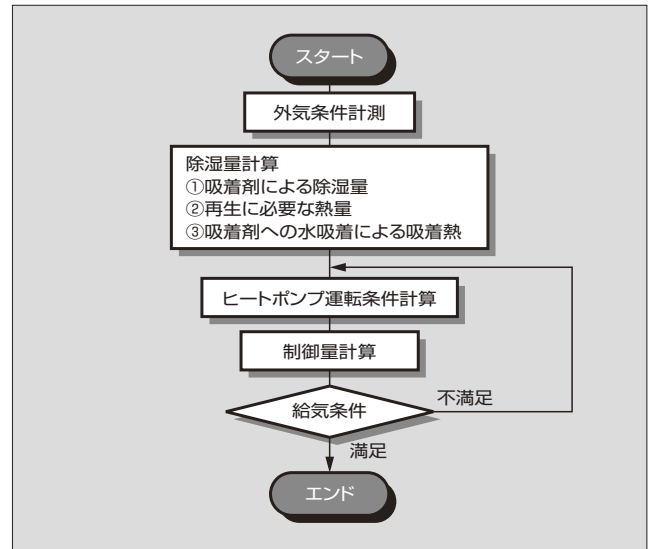 スタート
外気条件計測
除湿量計算
①吸着剤による除湿量
②再生に必要な熱量
③吸着剤への水吸着による吸着熱
ヒートポンプ運転条件計算
制御量計算
給気条件
不満足
満足
エンド